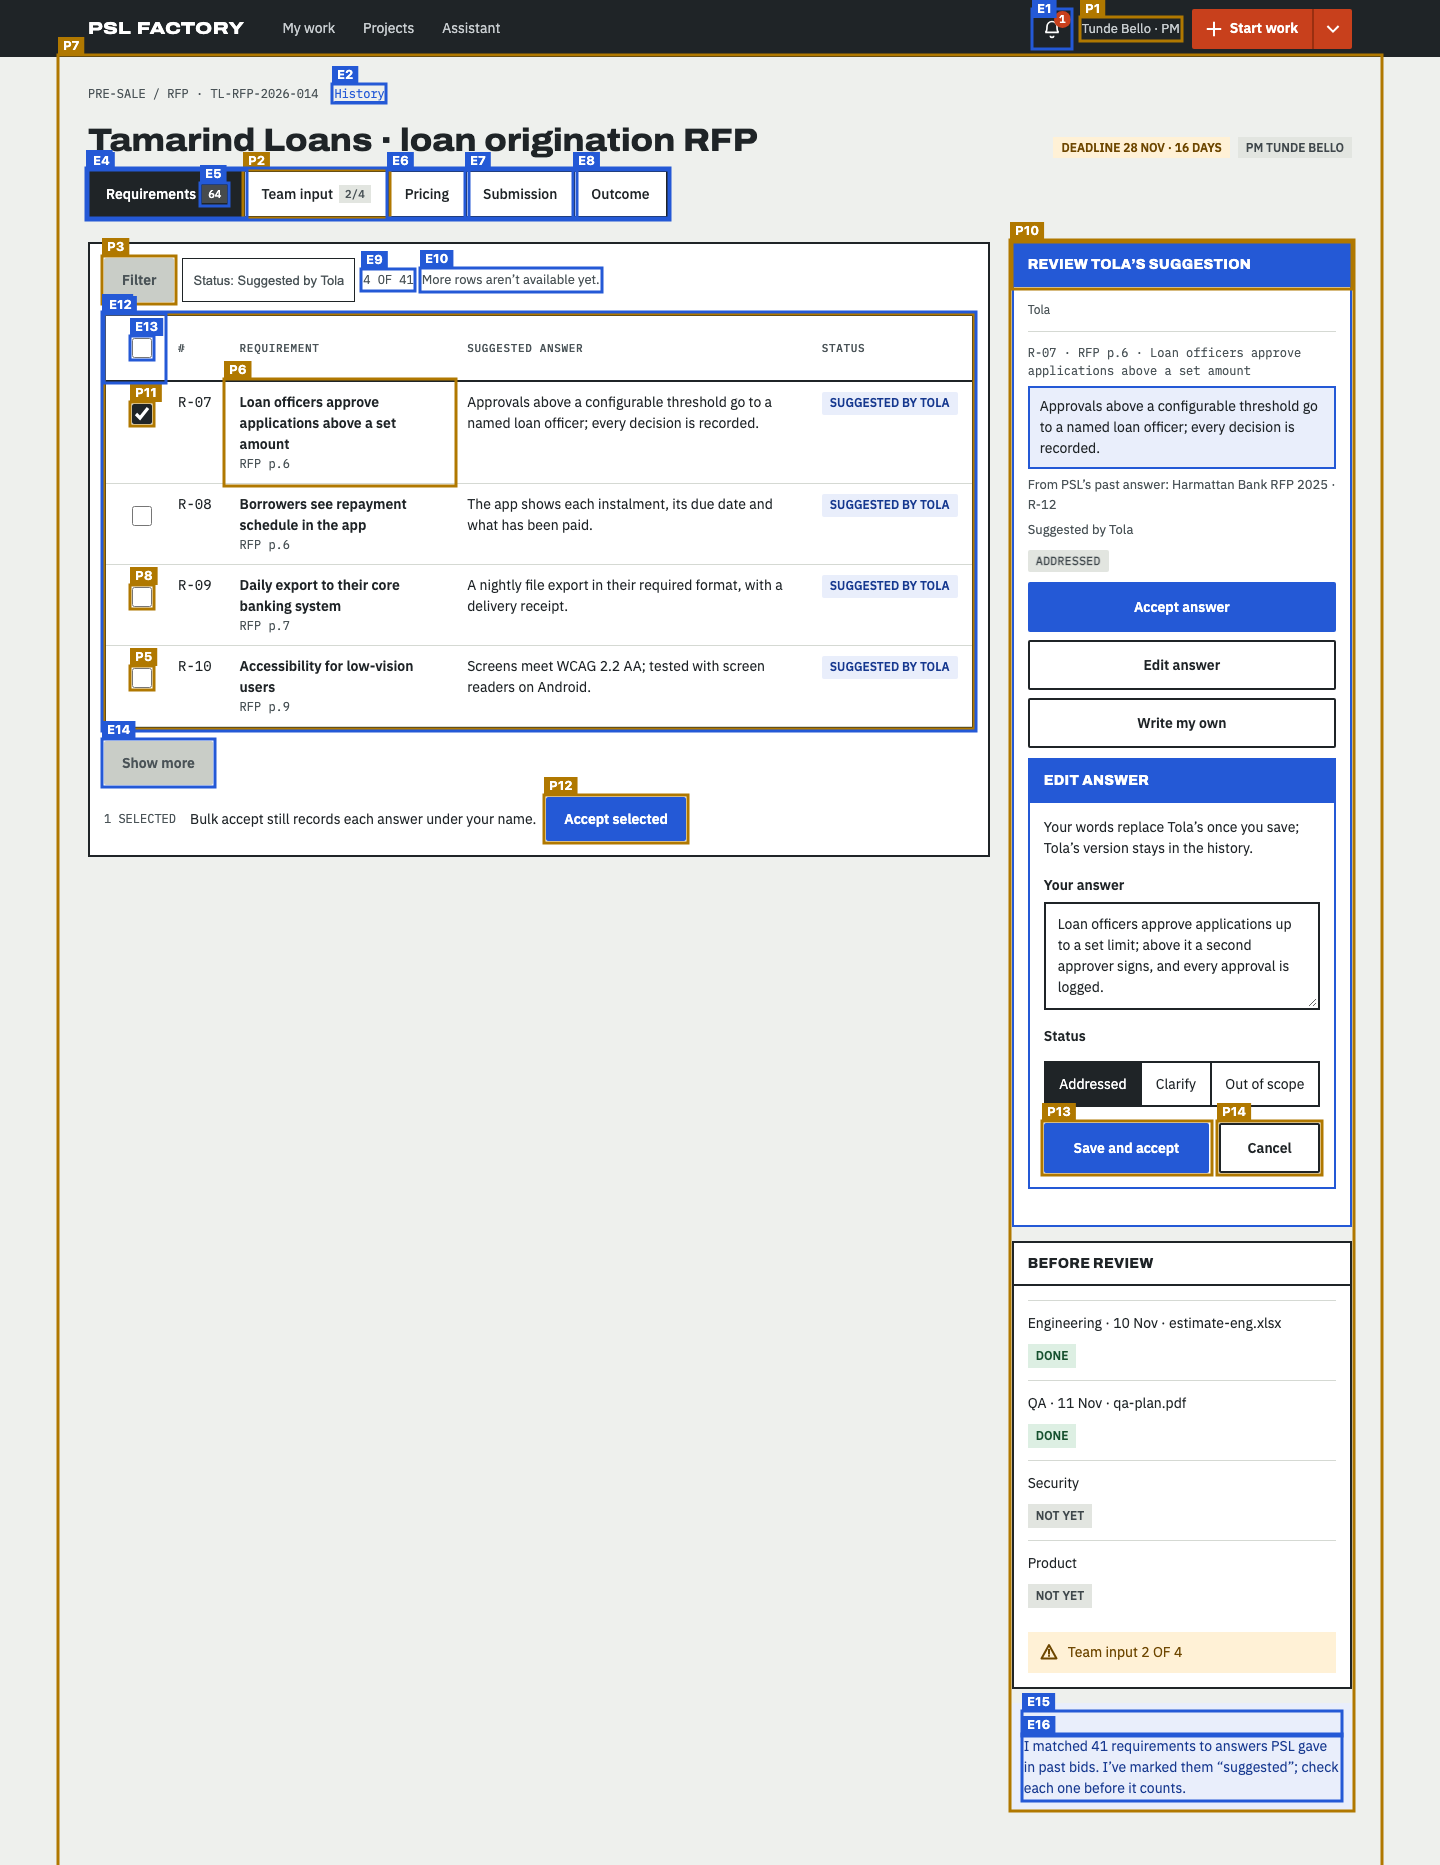 PSL FACTORY
My work
Projects
Assistant
E1
1
P1
Tunde Bello · PM
Start work
P7
E2
PRE-SALE / RFP · TL-RFP-2026-014
History
Tamarind Loans · loan origination RFP
DEADLINE 28 NOV · 16 DAYS
PM TUNDE BELLO
E4
E5
P2
E6
E7
E8
Requirements 64
Team input 2/4
Pricing
Submission
Outcome
P3
E9
E10
P10
Filter
Status: Suggested by Tola
4 OF 41
More rows aren’t available yet.
REVIEW TOLA’S SUGGESTION
E12
E13
#
REQUIREMENT
SUGGESTED ANSWER
STATUS
P6
P11
R-07
Loan officers approve
applications above a set
amount
RFP p.6
Approvals above a configurable threshold go to a
named loan officer; every decision is recorded.
SUGGESTED BY TOLA
R-08
Borrowers see repayment
schedule in the app
RFP p.6
The app shows each instalment, its due date and
what has been paid.
SUGGESTED BY TOLA
P8
R-09
Daily export to their core
banking system
RFP p.7
A nightly file export in their required format, with a
delivery receipt.
SUGGESTED BY TOLA
P5
R-10
Accessibility for low-vision
users
RFP p.9
Screens meet WCAG 2.2 AA; tested with screen
readers on Android.
SUGGESTED BY TOLA
E14
Show more
P12
1 SELECTED
Bulk accept still records each answer under your name.
Accept selected
Tola
R-07 · RFP p.6 · Loan officers approve
applications above a set amount
Approvals above a configurable threshold go
to a named loan officer; every decision is
recorded.
From PSL’s past answer: Harmattan Bank RFP 2025 ·
R-12
Suggested by Tola
ADDRESSED
Accept answer
Edit answer
Write my own
EDIT ANSWER
Your words replace Tola’s once you save;
Tola’s version stays in the history.
Your answer
Loan officers approve applications up
to a set limit; above it a second
approver signs, and every approval is
logged.
Status
Addressed
Clarify
Out of scope
P13
P14
Save and accept
Cancel
BEFORE REVIEW
Engineering · 10 Nov · estimate-eng.xlsx
DONE
QA · 11 Nov · qa-plan.pdf
DONE
Security
NOT YET
Product
NOT YET
Team input 2 OF 4
E15
E16
I matched 41 requirements to answers PSL gave
in past bids. I’ve marked them “suggested”; check
each one before it counts.